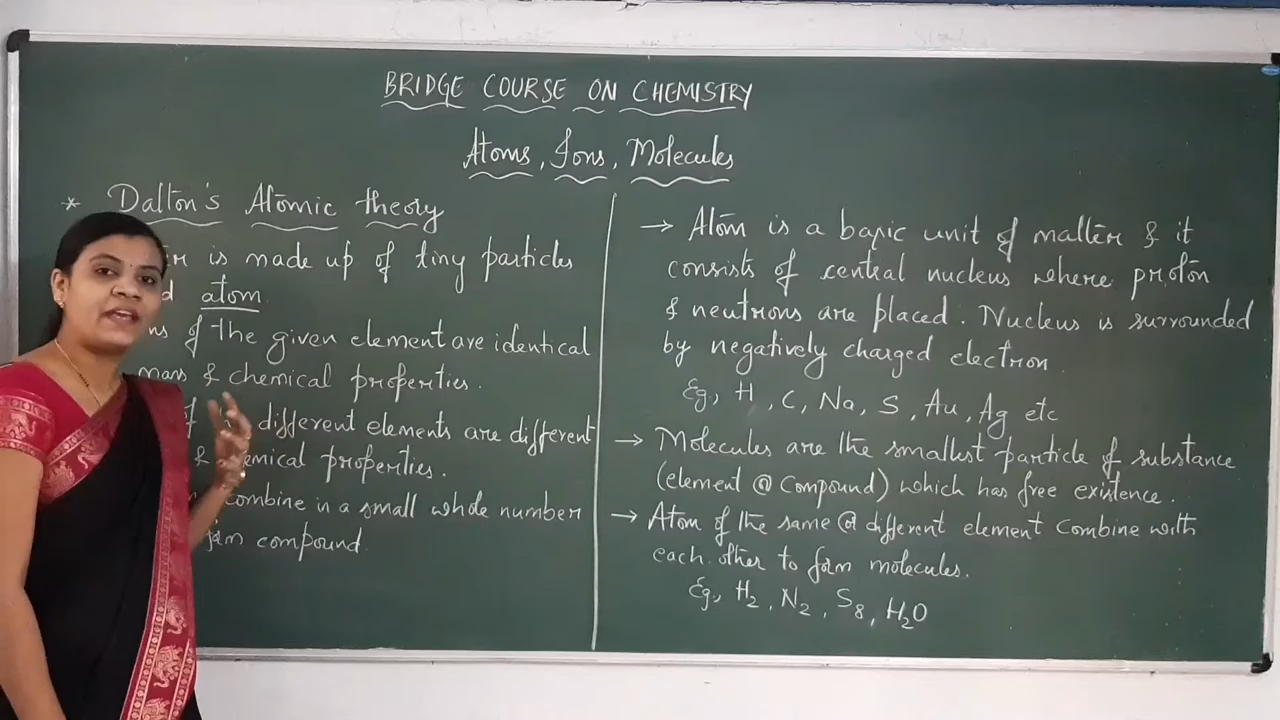 BRIDGE COURSE ON CHEMISTRY
Atoms, Ions, Molecules
* Dalton's Atomic theory
is made up of tiny particles
atom
of the given element are identical
mass & chemical properties.
different elements are different
& chemical properties.
combine in a small whole number
form compound.
→ Atom is a basic unit of matter & it
consists of central nucleus where proton
& neutrons are placed. Nucleus is surrounded
by negatively charged electron
Eg, H, C, Na, S, Au, Ag etc
→ Molecules are the smallest particle of substance
(element @ compound) which has free existence.
→ Atom of the same @ different element combine with
each other to form molecules.
Eg, H₂, N₂, S₈, H₂O